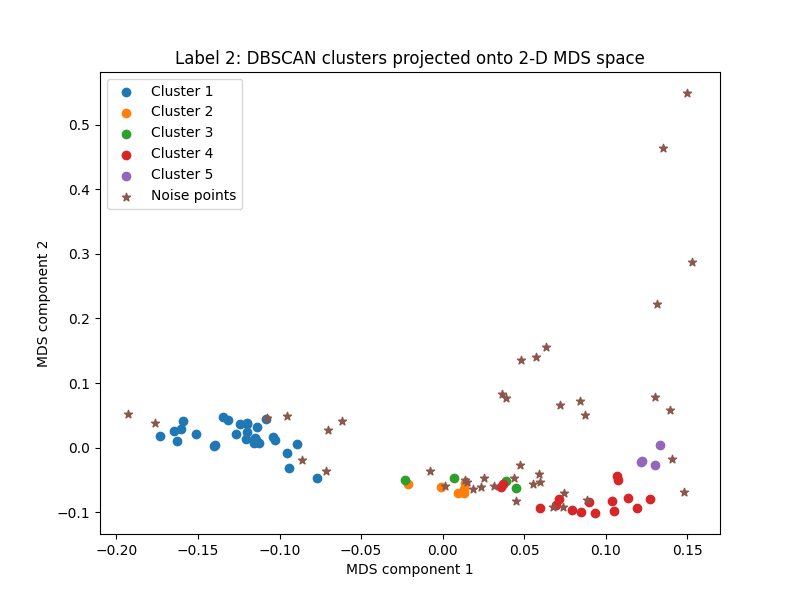 Label 2: DBSCAN clusters projected onto 2-D MDS space
Cluster 1
Cluster 2
Cluster 3
Cluster 4
Cluster 5
Noise points
MDS component 2
0.5
0.4
0.3
0.2
0.1
0.0
−0.1
−0.20 −0.15 −0.10 −0.05 0.00 0.05 0.10 0.15
MDS component 1